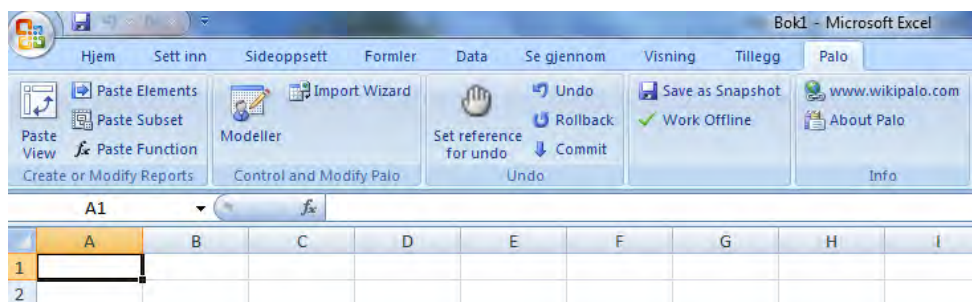 Bok1 - Microsoft Excel
Hjem Sett inn Sideoppsett Formler Data Se gjennom Visning Tillegg Palo
Paste View
Paste Elements
Paste Subset
Paste Function
Create or Modify Reports
Modeller
Import Wizard
Control and Modify Palo
Set reference for undo
Undo
Rollback
Commit
Undo
Save as Snapshot
Work Offline
www.wikipalo.com
About Palo
Info
A1 fx
A B C D E F G H I
1
2